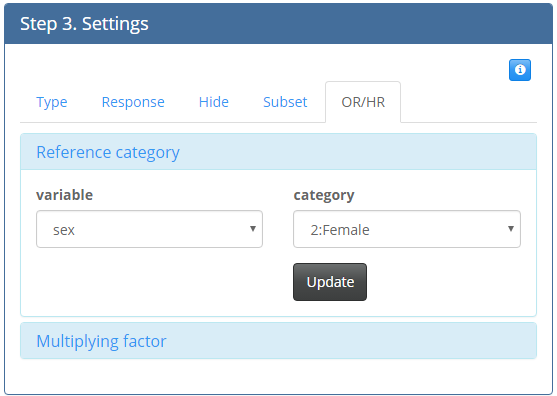 Step 3. Settings
Type Response Hide Subset OR/HR
Reference category
variable category
sex 2:Female
Update
Multiplying factor